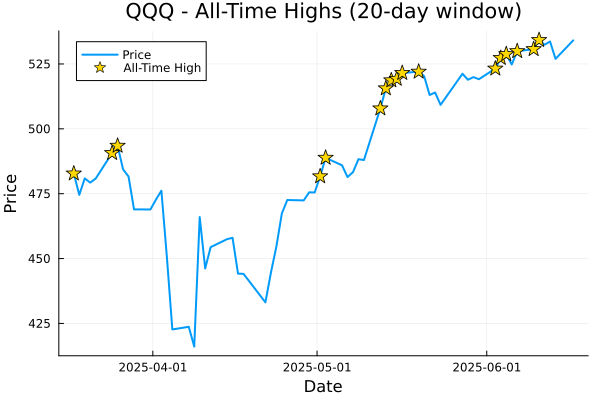 QQQ - All-Time Highs (20-day window)
Price
All-Time High
525
500
475
450
425
Price
2025-04-01
2025-05-01
2025-06-01
Date